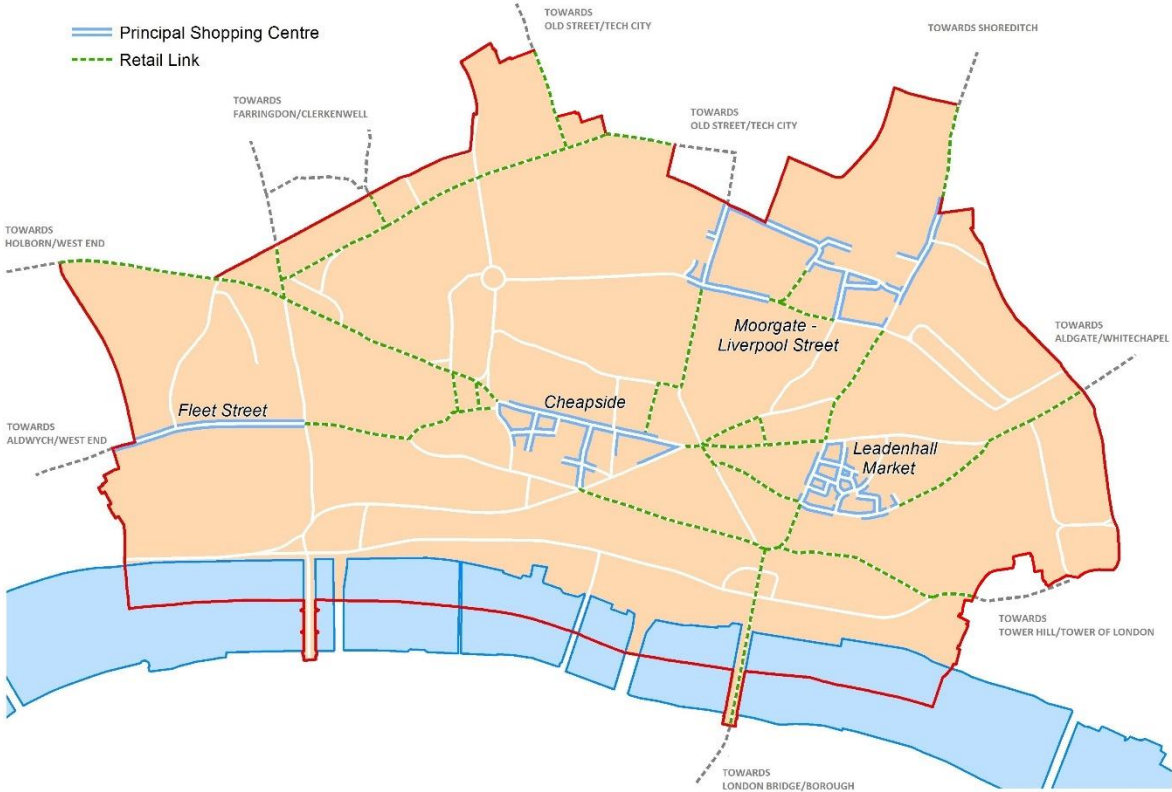 Principal Shopping Centre
Retail Link
TOWARDS
OLD STREET/TECH CITY
TOWARDS SHOREDITCH
TOWARDS
FARRINGDON/CLERKENWELL
TOWARDS
OLD STREET/TECH CITY
TOWARDS
HOLBORN/WEST END
Moorgate -
Liverpool Street
TOWARDS
ALDGATE/WHITECHAPEL
Fleet Street
Cheapside
TOWARDS
ALDWYCH/WEST END
Leadenhall
Market
TOWARDS
TOWER HILL/TOWER OF LONDON
TOWARDS
LONDON BRIDGE/BOROUGH